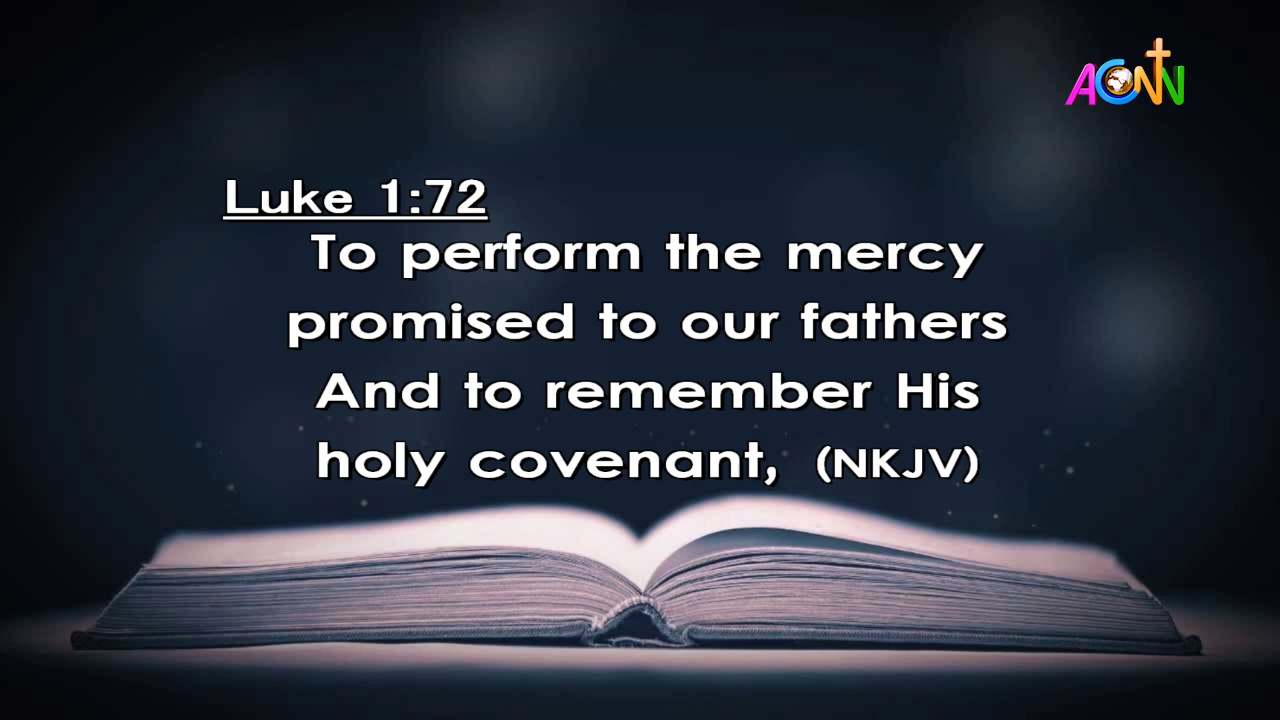 ACNN
Luke 1:72
To perform the mercy
promised to our fathers
And to remember His
holy covenant, (NKJV)